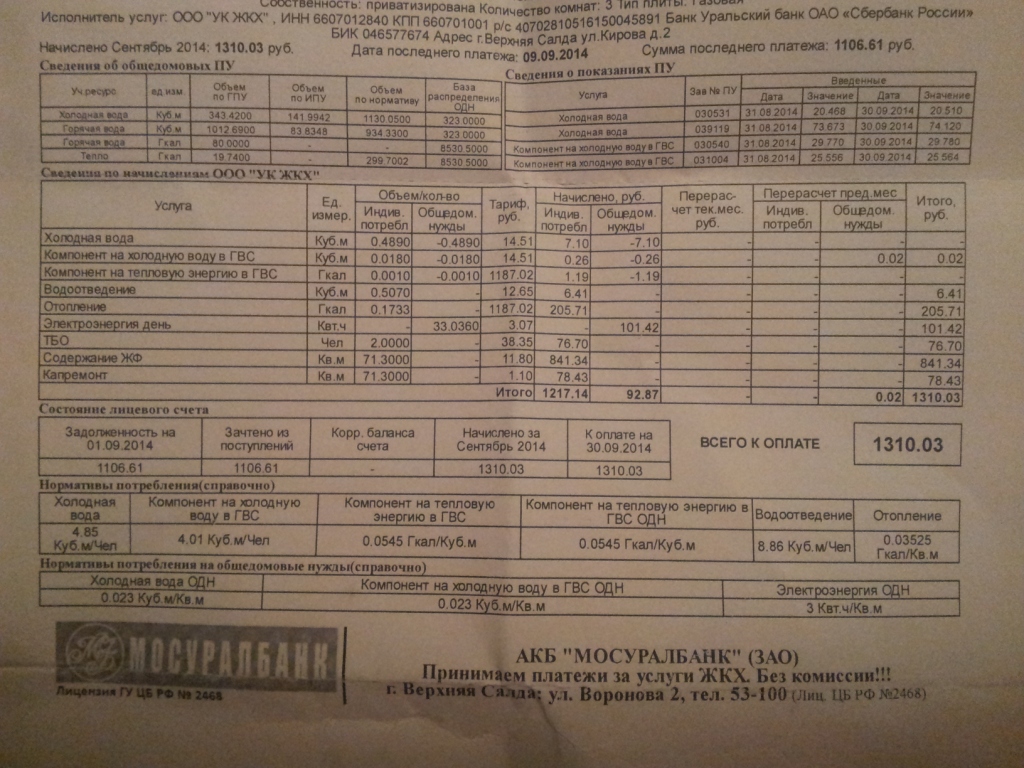 Собственность: приватизированная Количество комнат: 3 Тип плиты: Газовая
Исполнитель услуг: ООО "УК ЖКХ" , ИНН 6607012840 КПП 660701001 р/с 40702810516150045891 Банк Уральский банк ОАО «Сбербанк России»
БИК 046577674 Адрес г.Верхняя Салда ул.Кирова д.2
Начислено Сентябрь 2014: 1310.03 руб. Дата последнего платежа: 09.09.2014 Сумма последнего платежа: 1106.61 руб.
Сведения об общедомовых ПУ
Уч.ресурс ед.изм. Объем по ГПУ Объем по ИПУ Объем по нормативу База распределения ОДН
Холодная вода Куб.м 343.4200 141.9942 1130.0500 323.0000
Горячая вода Куб.м 1012.6900 83.8348 934.3300 323.0000
Горячая вода Гкал 80.0000 - - 8530.5000
Тепло Гкал 19.7400 - 299.7002 8530.5000
Сведения о показаниях ПУ
Услуга Зав № ПУ Введенные
Дата Значение Дата Значение
Холодная вода 030531 31.08.2014 20.468 30.09.2014 20.510
Холодная вода 039119 31.08.2014 73.673 30.09.2014 74.120
Компонент на холодную воду в ГВС 030540 31.08.2014 29.770 30.09.2014 29.780
Компонент на холодную воду в ГВС 031004 31.08.2014 25.556 30.09.2014 25.564
Сведения по начислениям ООО "УК ЖКХ"
Услуга Ед. измер. Объем/кол-во Тариф, руб. Начислено, руб. Перерасчет тек.мес. руб. Перерасчет пред.мес Итого, руб.
Индив. потребл Общедом. нужды Индив. потребл Общедом. нужды Индив. потребл Общедом. нужды
Холодная вода Куб.м 0.4890 -0.4890 14.51 7.10 -7.10 - - - -
Компонент на холодную воду в ГВС Куб.м 0.0180 -0.0180 14.51 0.26 -0.26 - - 0.02 0.02
Компонент на тепловую энергию в ГВС Гкал 0.0010 -0.0010 1187.02 1.19 -1.19 - - - -
Водоотведение Куб.м 0.5070 - 12.65 6.41 - - - - 6.41
Отопление Гкал 0.1733 - 1187.02 205.71 - - - - 205.71
Электроэнергия день Квт.ч - 33.0360 3.07 - 101.42 - - - 101.42
ТБО Чел 2.0000 - 38.35 76.70 - - - - 76.70
Содержание ЖФ Кв.м 71.3000 - 11.80 841.34 - - - - 841.34
Капремонт Кв.м 71.3000 - 1.10 78.43 - - - - 78.43
Итого 1217.14 92.87 - - 0.02 1310.03
Состояние лицевого счета
Задолженность на 01.09.2014 Зачтено из поступлений Корр. баланса счета Начислено за Сентябрь 2014 К оплате на 30.09.2014
1106.61 1106.61 - 1310.03 1310.03
ВСЕГО К ОПЛАТЕ 1310.03
Нормативы потребления(справочно)
Холодная вода Компонент на холодную воду в ГВС Компонент на тепловую энергию в ГВС Компонент на тепловую энергию в ГВС ОДН Водоотведение Отопление
4.85 Куб.м/Чел 4.01 Куб.м/Чел 0.0545 Гкал/Куб.м 0.0545 Гкал/Куб.м 8.86 Куб.м/Чел 0.03525 Гкал/Кв.м
Нормативы потребления на общедомовые нужды(справочно)
Холодная вода ОДН Компонент на холодную воду в ГВС ОДН Электроэнергия ОДН
0.023 Куб.м/Кв.м 0.023 Куб.м/Кв.м 3 Квт.ч/Кв.м
МОСУРАЛБАНК
Лицензия ГУ ЦБ РФ № 2468
АКБ "МОСУРАЛБАНК" (ЗАО)
Принимаем платежи за услуги ЖКХ. Без комиссии!!!
г. Верхняя Салда: ул. Воронова 2, тел. 53-100 (Лиц. ЦБ РФ №2468)